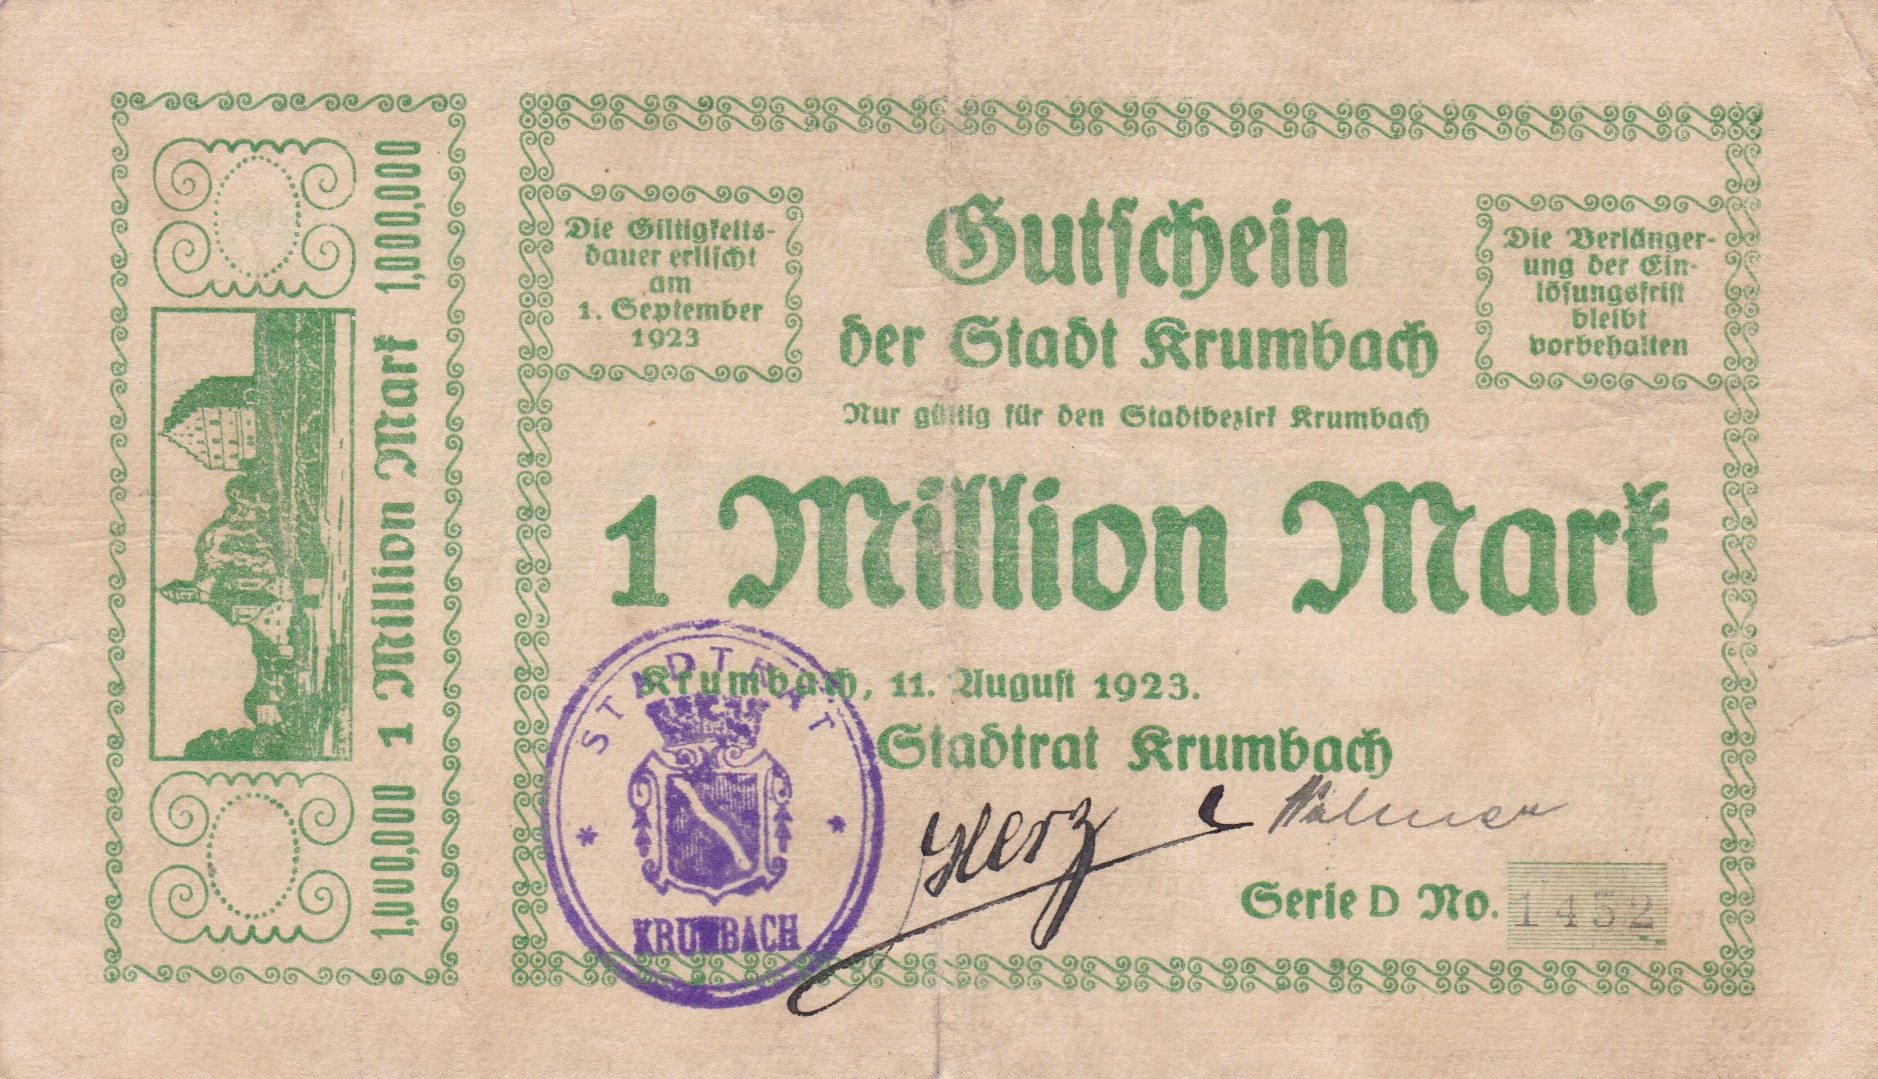 1,000,000 1 Million Mark 1,000,000
Die Giltigkeits-
dauer erlischt
am
1. September
1923
Gutschein
der Stadt Krumbach
Nur gültig für den Stadtbezirk Krumbach
Die Verlänger-
ung der Ein-
lösungsfrist
bleibt
vorbehalten
1 Million Mark
Krumbach, 11. August 1923.
Stadtrat Krumbach
STADTRAT
* *
KRUMBACH
Herz
Serie D No. 1432